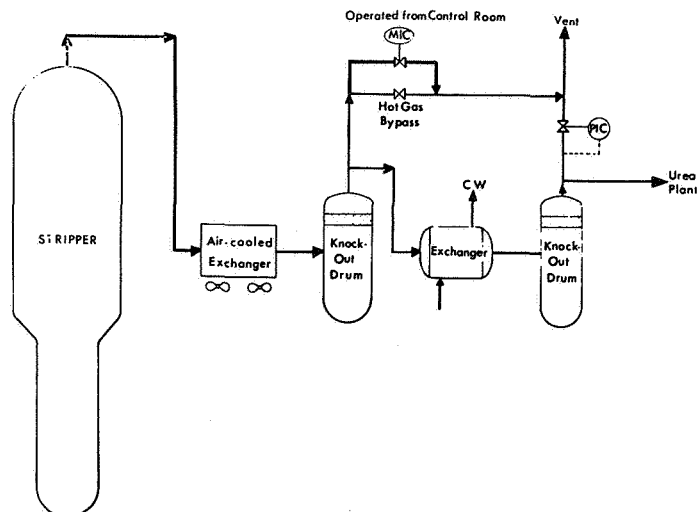 Operated from Control Room
MIC
Vent
Hot Gas
Bypass
PIC
Urea
Plant
C W
STRIPPER
Air-cooled
Exchanger
Knock-
Out
Drum
Exchanger
Knock-
Out
Drum